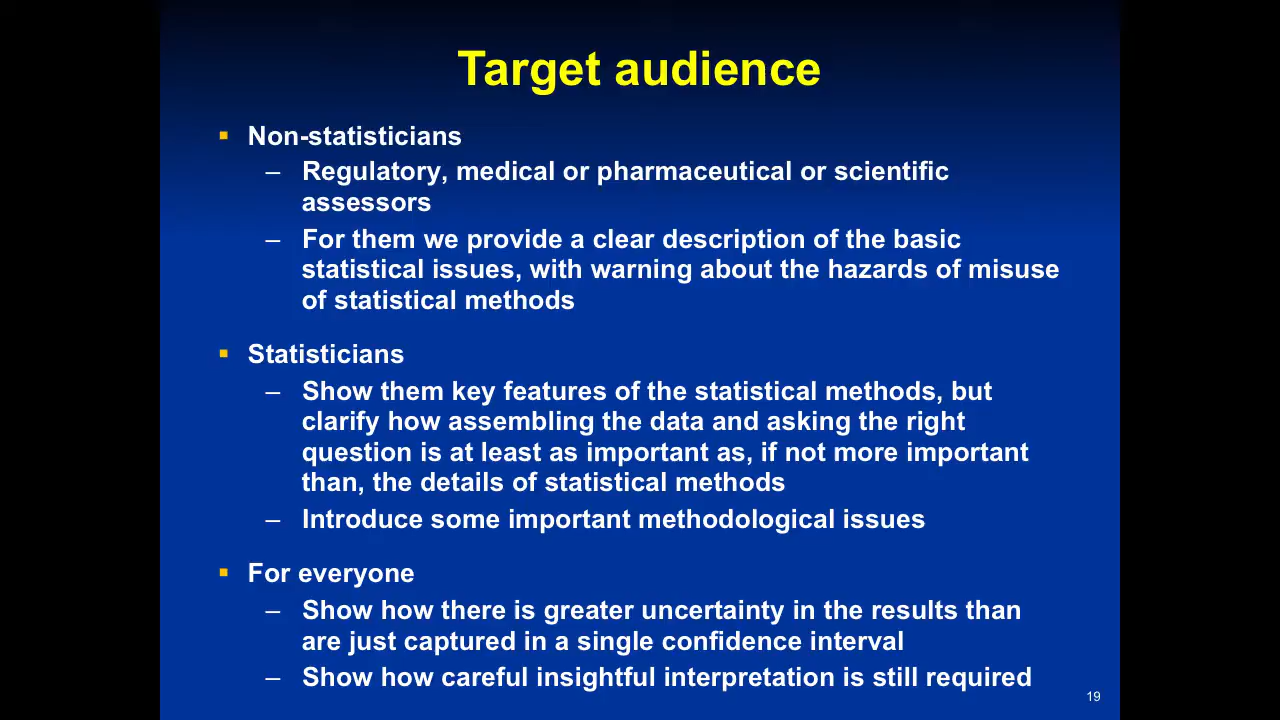 Target audience
▪ Non-statisticians
– Regulatory, medical or pharmaceutical or scientific
assessors
– For them we provide a clear description of the basic
statistical issues, with warning about the hazards of misuse
of statistical methods
▪ Statisticians
– Show them key features of the statistical methods, but
clarify how assembling the data and asking the right
question is at least as important as, if not more important
than, the details of statistical methods
– Introduce some important methodological issues
▪ For everyone
– Show how there is greater uncertainty in the results than
are just captured in a single confidence interval
– Show how careful insightful interpretation is still required
19